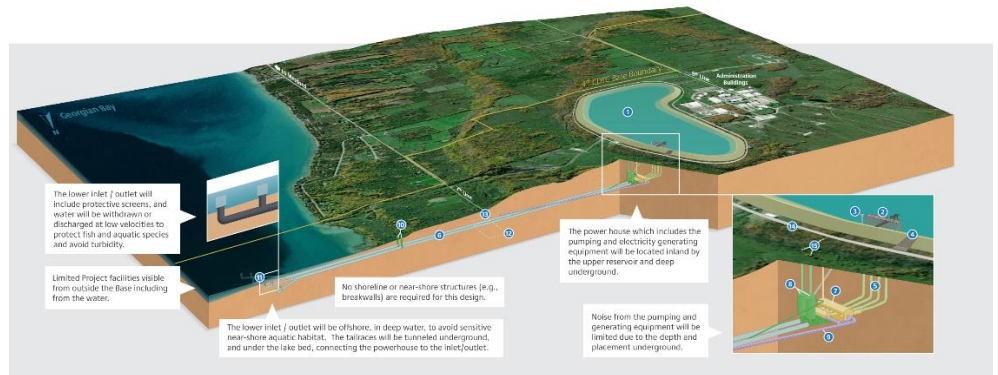 Georgian Bay
N
to Meaford
4th CDTC Base Boundary
Administration
Buildings
1
The lower inlet / outlet will
include protective screens, and
water will be withdrawn or
discharged at low velocities to
protect fish and aquatic species
and avoid turbidity.
10
13
6
12
11
Limited Project facilities visible
from outside the Base including
from the water.
No shoreline or near-shore structures (e.g.,
breakwalls) are required for this design.
The lower inlet / outlet will be offshore, in deep water, to avoid sensitive
near-shore aquatic habitat. The tailraces will be tunneled underground,
and under the lake bed, connecting the powerhouse to the inlet/outlet.
The power house which includes the
pumping and electricity generating
equipment will be located inland by
the upper reservoir and deep
underground.
Noise from the pumping and
generating equipment will be
limited due to the depth and
placement underground.
3
2
14
4
15
8
7
5
9